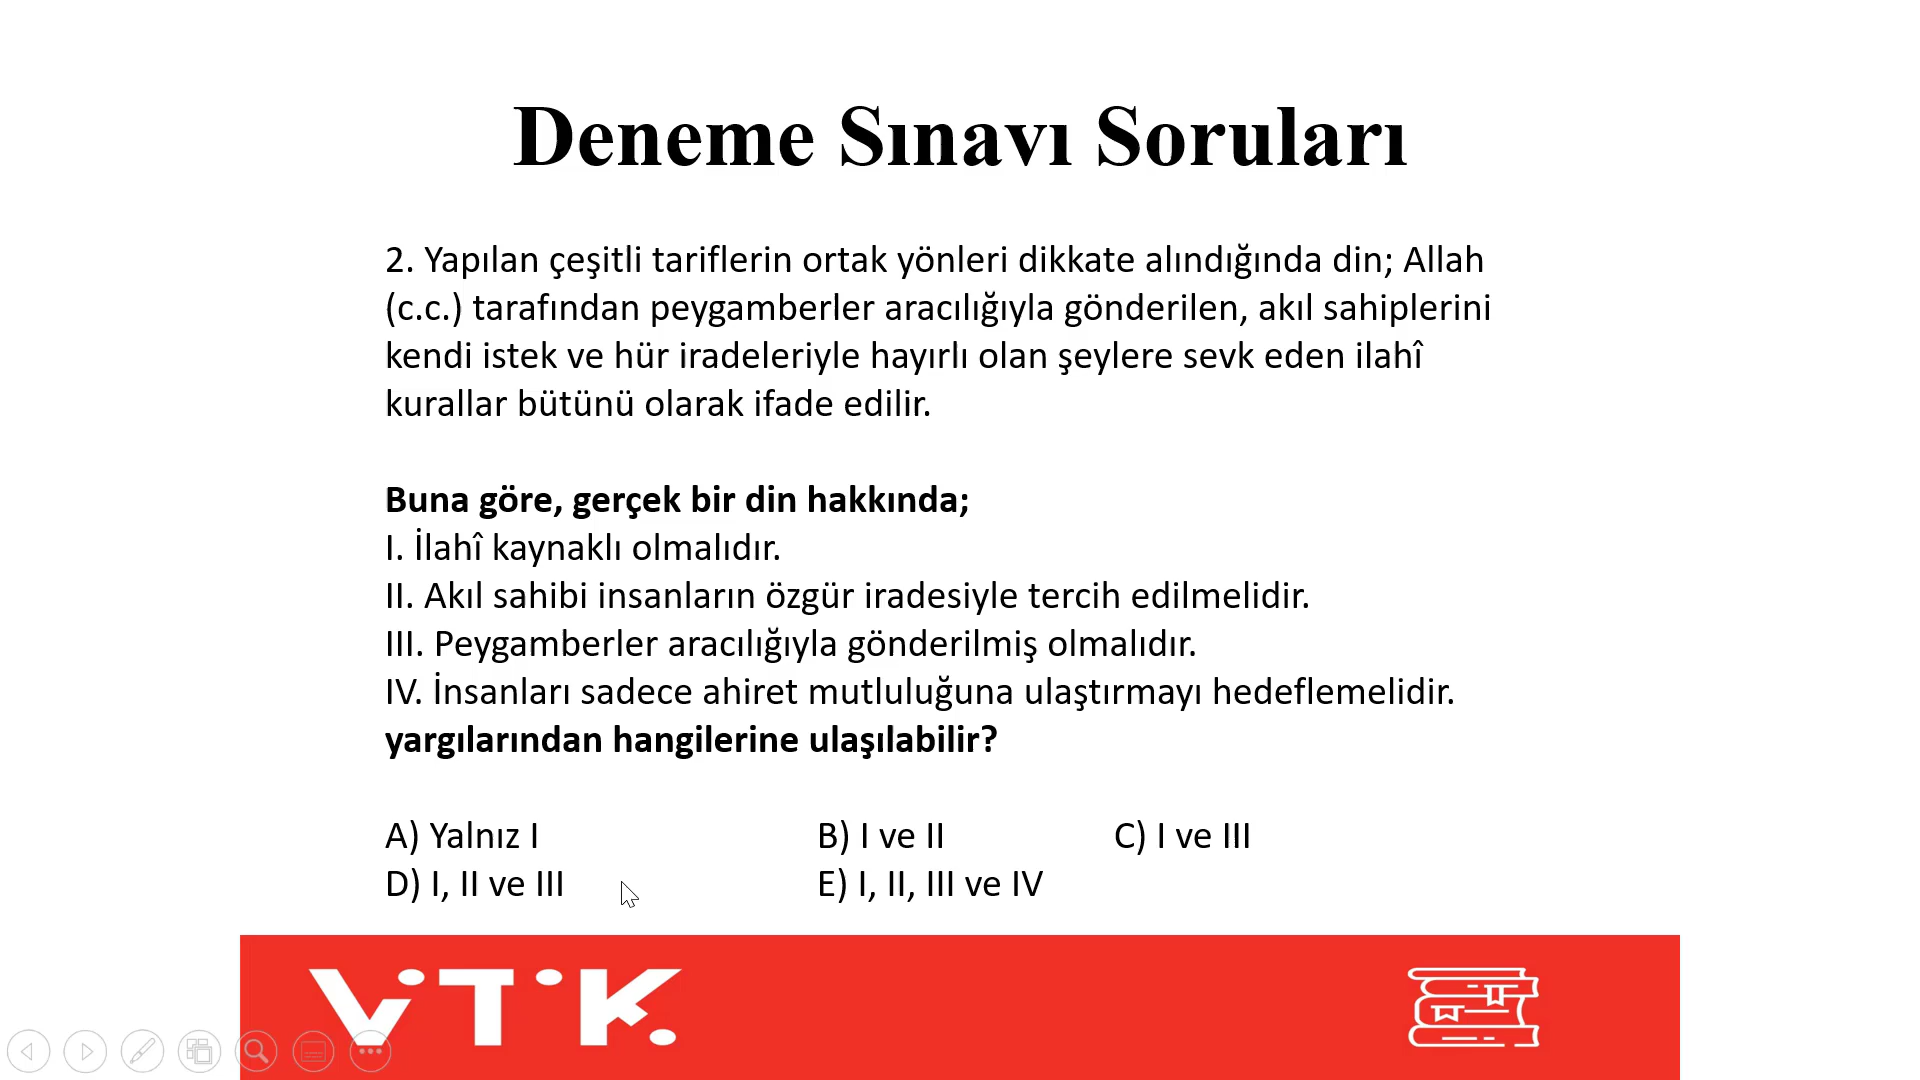 Deneme Sınavı Soruları
2. Yapılan çeşitli tariflerin ortak yönleri dikkate alındığında din; Allah
(c.c.) tarafından peygamberler aracılığıyla gönderilen, akıl sahiplerini
kendi istek ve hür iradeleriyle hayırlı olan şeylere sevk eden ilahî
kurallar bütünü olarak ifade edilir.
Buna göre, gerçek bir din hakkında;
I. İlahî kaynaklı olmalıdır.
II. Akıl sahibi insanların özgür iradesiyle tercih edilmelidir.
III. Peygamberler aracılığıyla gönderilmiş olmalıdır.
IV. İnsanları sadece ahiret mutluluğuna ulaştırmayı hedeflemelidir.
yargılarından hangilerine ulaşılabilir?
A) Yalnız I B) I ve II C) I ve III
D) I, II ve III E) I, II, III ve IV
VTK